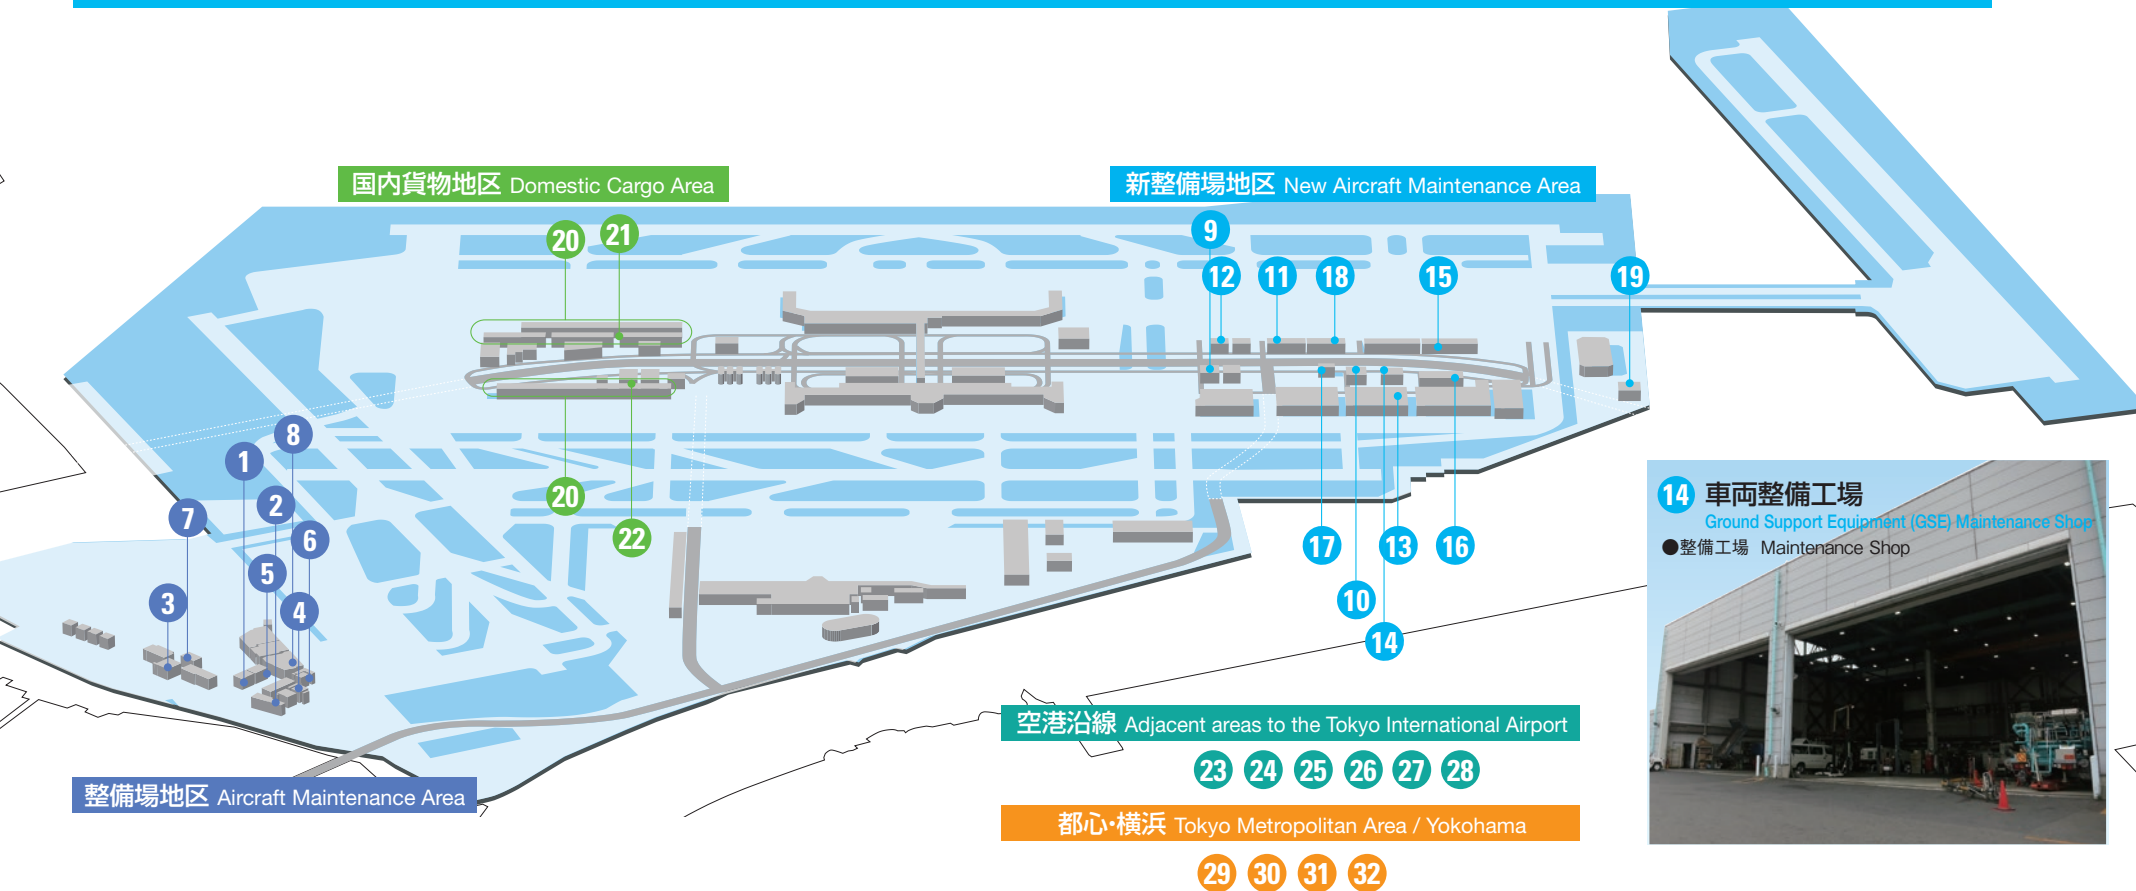 国内貨物地区 Domestic Cargo Area
新整備場地区 New Aircraft Maintenance Area
20
21
9
12
11
18
15
19
8
1
2
7
6
5
3
4
20
22
17
13
16
10
14
14 車両整備工場
Ground Support Equipment (GSE) Maintenance Shop
●整備工場 Maintenance Shop
空港沿線 Adjacent areas to the Tokyo International Airport
23 24 25 26 27 28
整備場地区 Aircraft Maintenance Area
都心・横浜 Tokyo Metropolitan Area / Yokohama
29 30 31 32